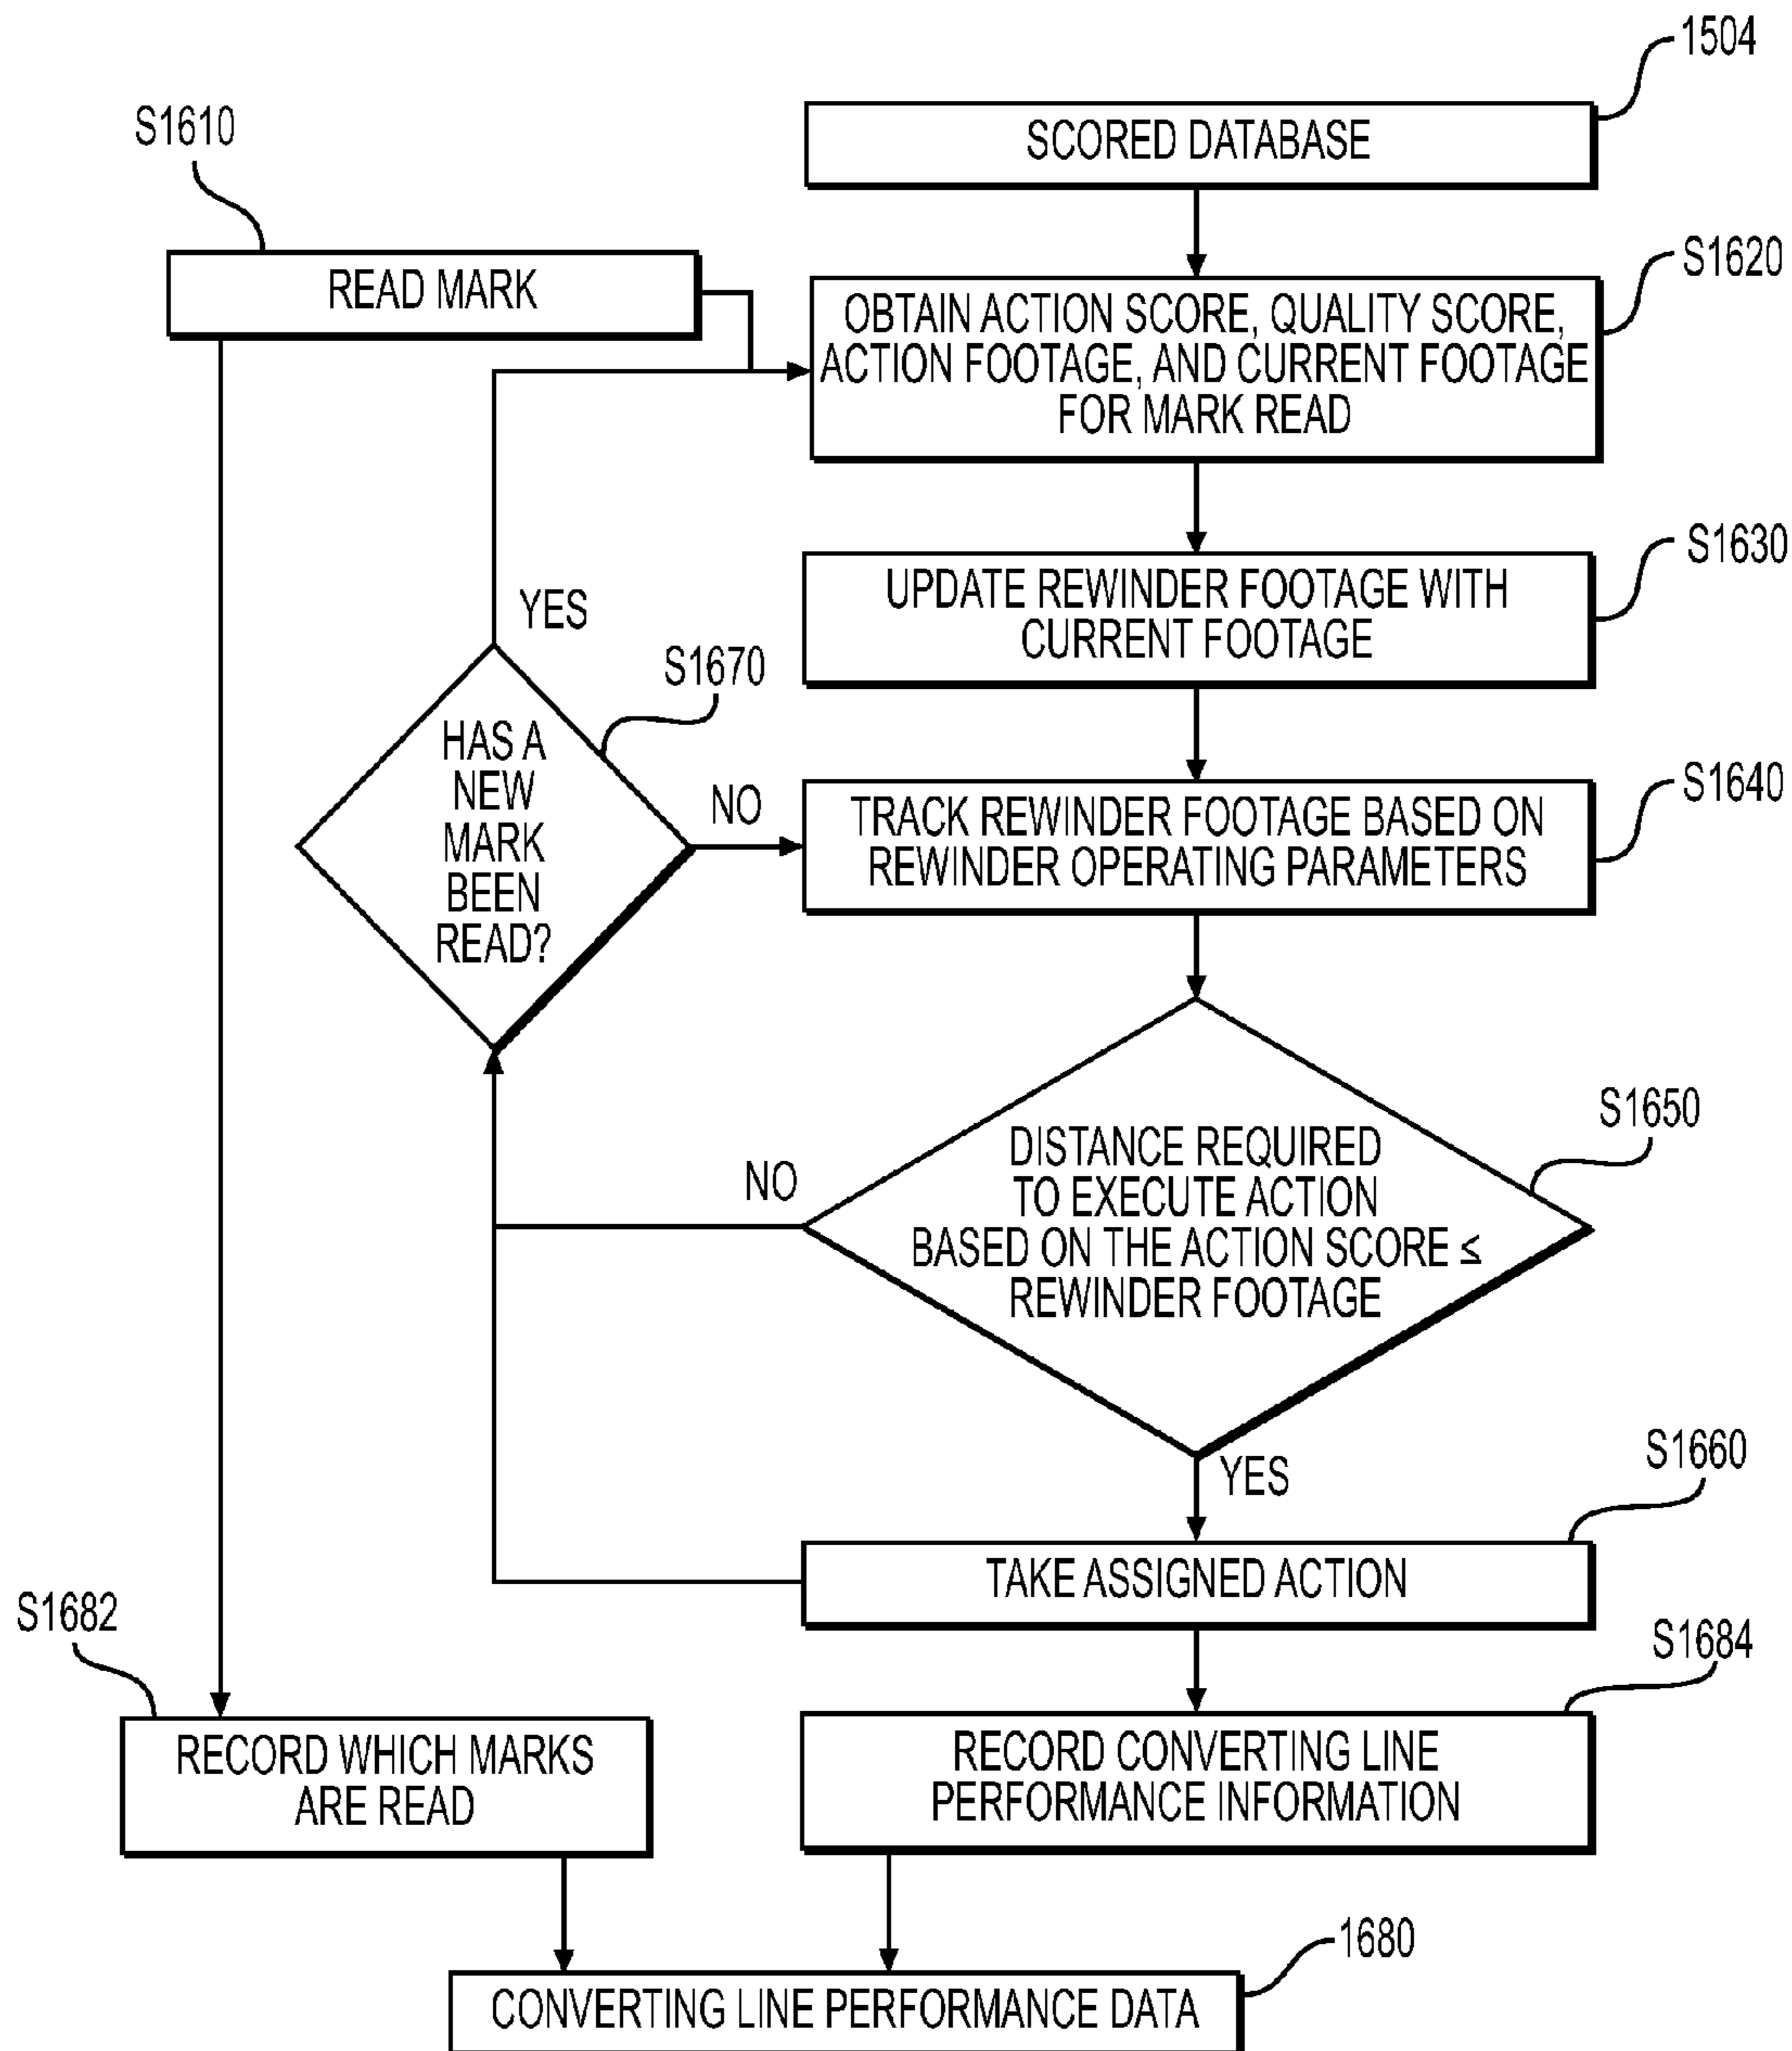 1504
SCORED DATABASE
S1610
READ MARK
S1620
OBTAIN ACTION SCORE, QUALITY SCORE,
ACTION FOOTAGE, AND CURRENT FOOTAGE
FOR MARK READ
S1630
UPDATE REWINDER FOOTAGE WITH
CURRENT FOOTAGE
YES
S1670
HAS A
NEW
MARK
BEEN
READ?
NO
S1640
TRACK REWINDER FOOTAGE BASED ON
REWINDER OPERATING PARAMETERS
S1650
DISTANCE REQUIRED
TO EXECUTE ACTION
BASED ON THE ACTION SCORE ≤
REWINDER FOOTAGE
NO
YES
S1660
TAKE ASSIGNED ACTION
S1682
RECORD WHICH MARKS
ARE READ
S1684
RECORD CONVERTING LINE
PERFORMANCE INFORMATION
1680
CONVERTING LINE PERFORMANCE DATA